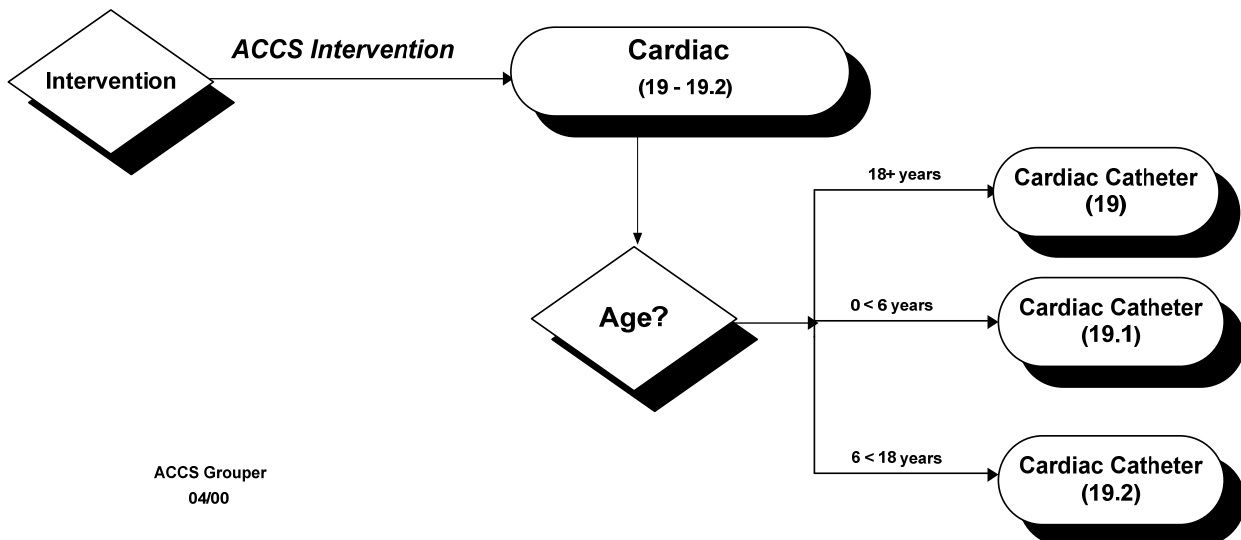 ACCS Intervention
Intervention
Cardiac
(19 - 19.2)
18+ years
Cardiac Catheter
(19)
Age?
0 < 6 years
Cardiac Catheter
(19.1)
6 < 18 years
Cardiac Catheter
(19.2)
ACCS Grouper
04/00